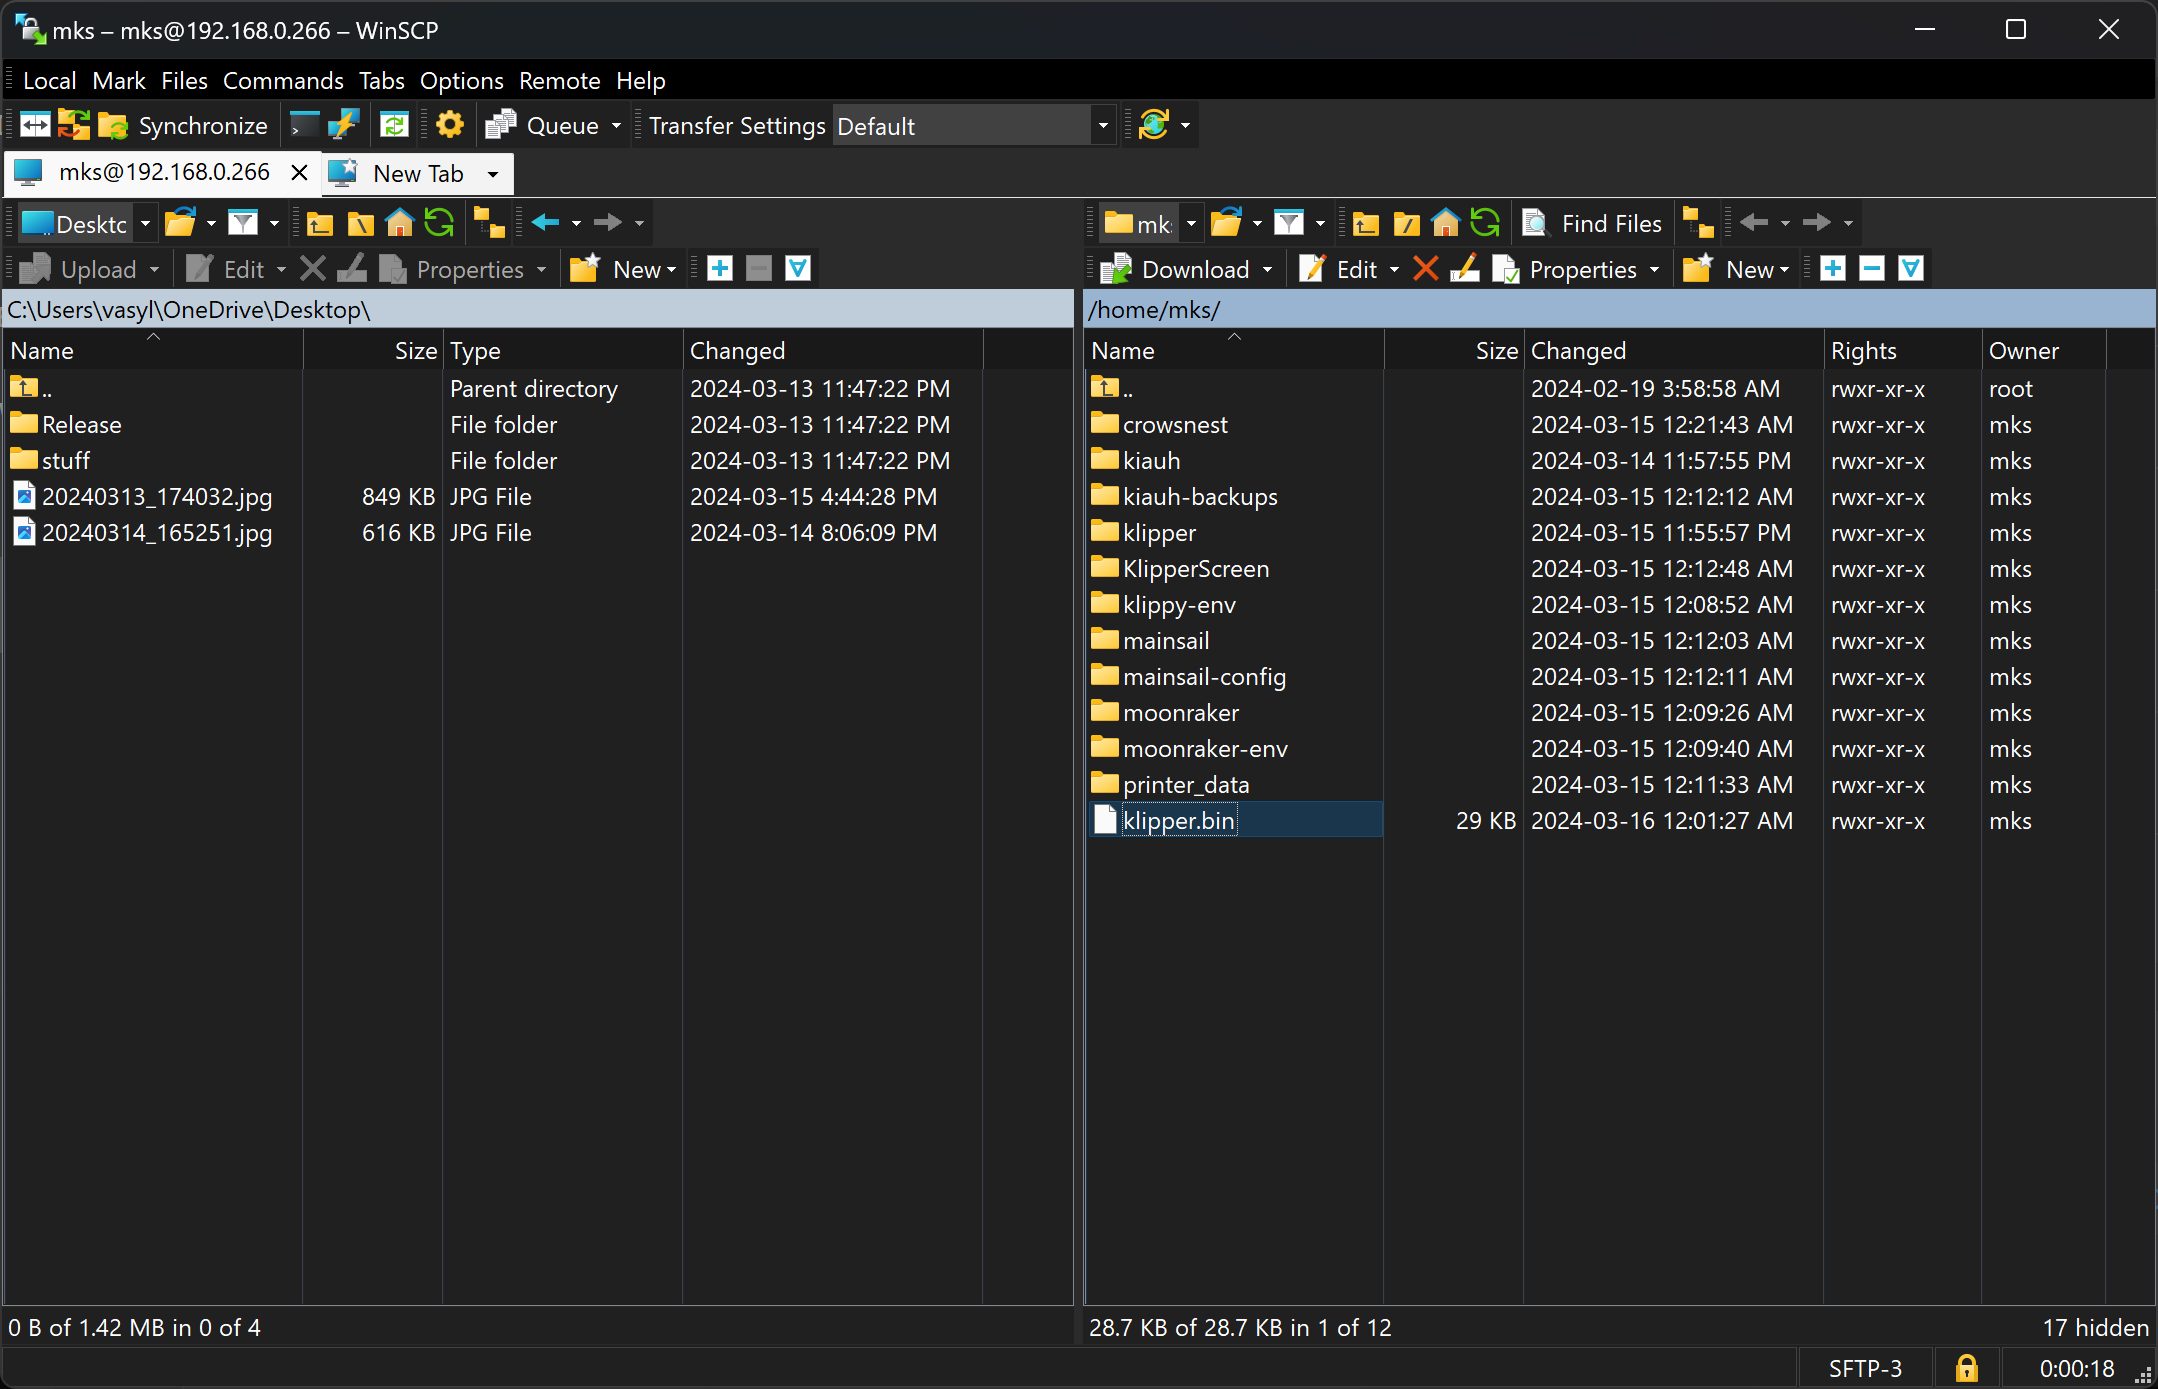 mks – mks@192.168.0.266 – WinSCP
Local Mark Files Commands Tabs Options Remote Help
Synchronize Queue Transfer Settings Default
mks@192.168.0.266 New Tab
Desktc
Upload Edit Properties New
C:\Users\vasyl\OneDrive\Desktop\
Name Size Type Changed
.. Parent directory 2024-03-13 11:47:22 PM
Release File folder 2024-03-13 11:47:22 PM
stuff File folder 2024-03-13 11:47:22 PM
20240313_174032.jpg 849 KB JPG File 2024-03-15 4:44:28 PM
20240314_165251.jpg 616 KB JPG File 2024-03-14 8:06:09 PM
0 B of 1.42 MB in 0 of 4
mk: Find Files
Download Edit Properties New
/home/mks/
Name Size Changed Rights Owner
.. 2024-02-19 3:58:58 AM rwxr-xr-x root
crowsnest 2024-03-15 12:21:43 AM rwxr-xr-x mks
kiauh 2024-03-14 11:57:55 PM rwxr-xr-x mks
kiauh-backups 2024-03-15 12:12:12 AM rwxr-xr-x mks
klipper 2024-03-15 11:55:57 PM rwxr-xr-x mks
KlipperScreen 2024-03-15 12:12:48 AM rwxr-xr-x mks
klippy-env 2024-03-15 12:08:52 AM rwxr-xr-x mks
mainsail 2024-03-15 12:12:03 AM rwxr-xr-x mks
mainsail-config 2024-03-15 12:12:11 AM rwxr-xr-x mks
moonraker 2024-03-15 12:09:26 AM rwxr-xr-x mks
moonraker-env 2024-03-15 12:09:40 AM rwxr-xr-x mks
printer_data 2024-03-15 12:11:33 AM rwxr-xr-x mks
klipper.bin 29 KB 2024-03-16 12:01:27 AM rwxr-xr-x mks
28.7 KB of 28.7 KB in 1 of 12 17 hidden
SFTP-3 0:00:18